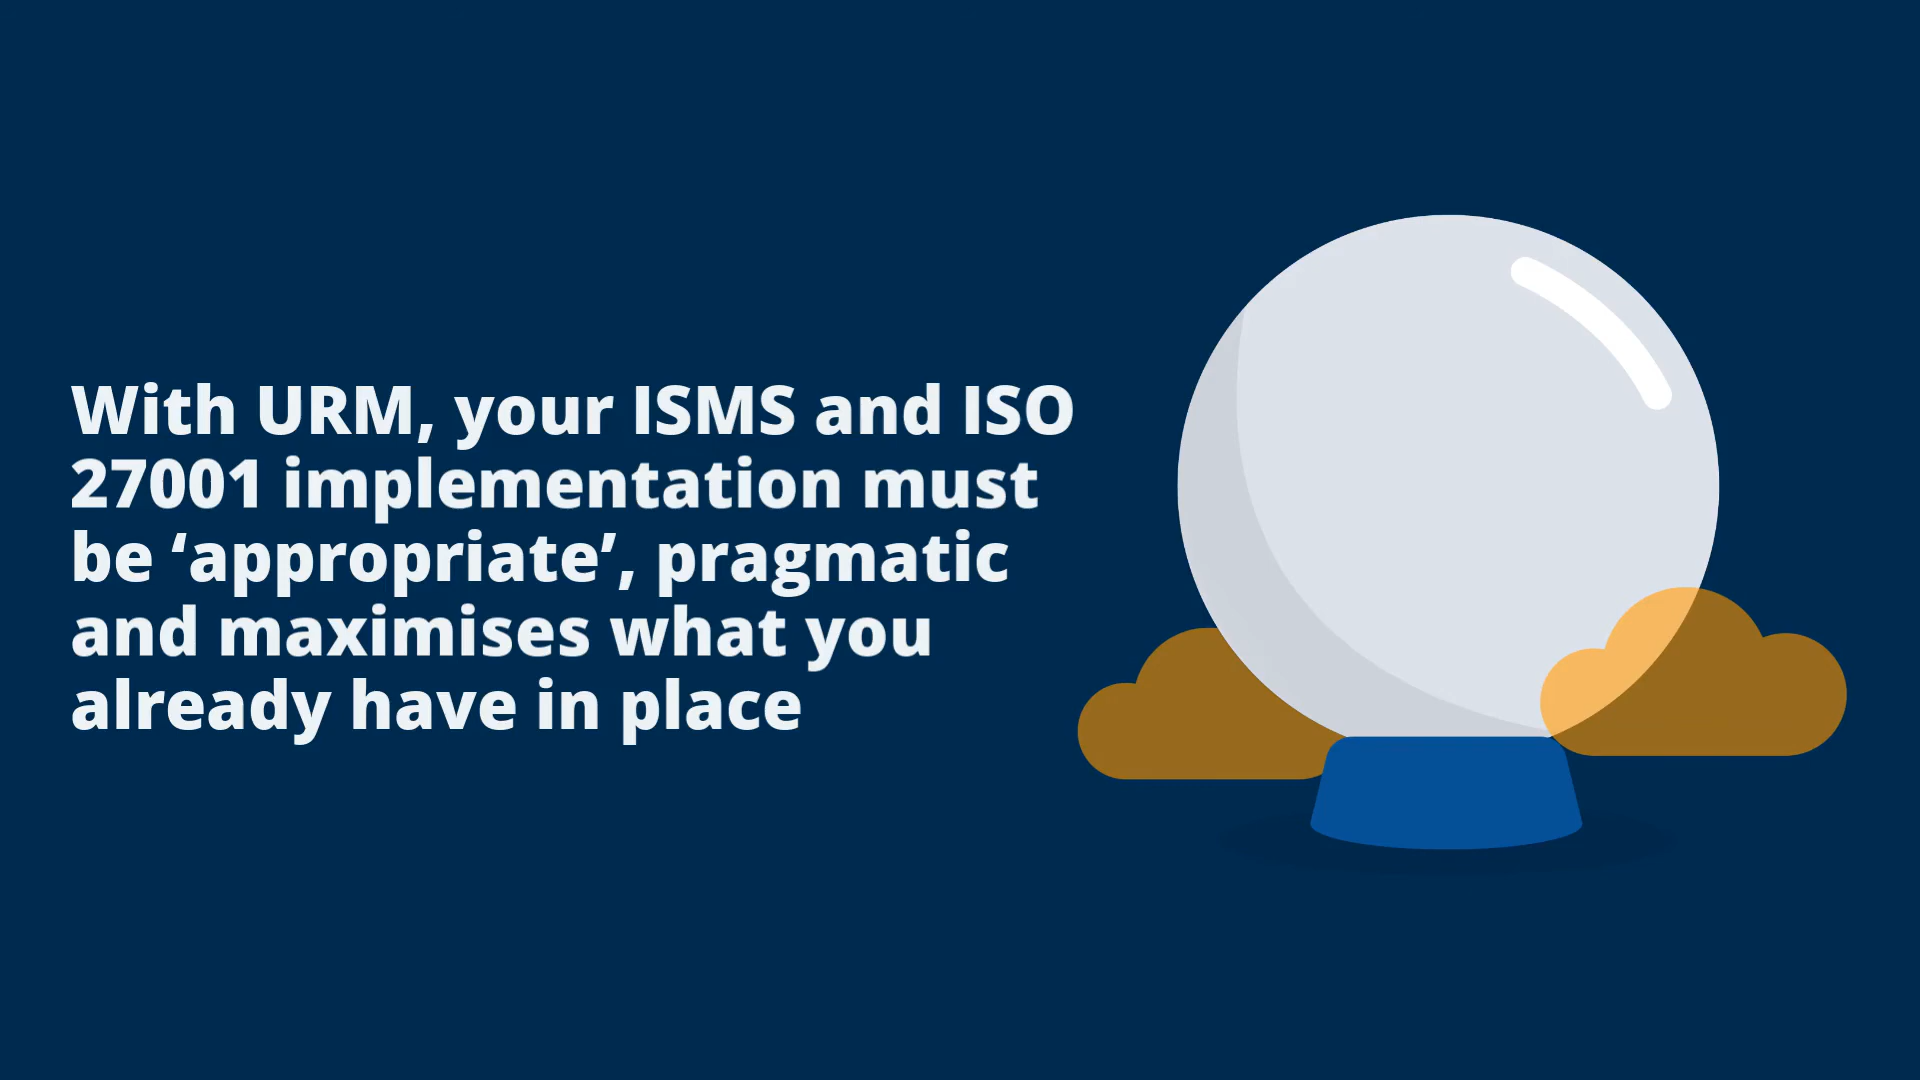 With URM, your ISMS and ISO
27001 implementation must
be ‘appropriate’, pragmatic
and maximises what you
already have in place